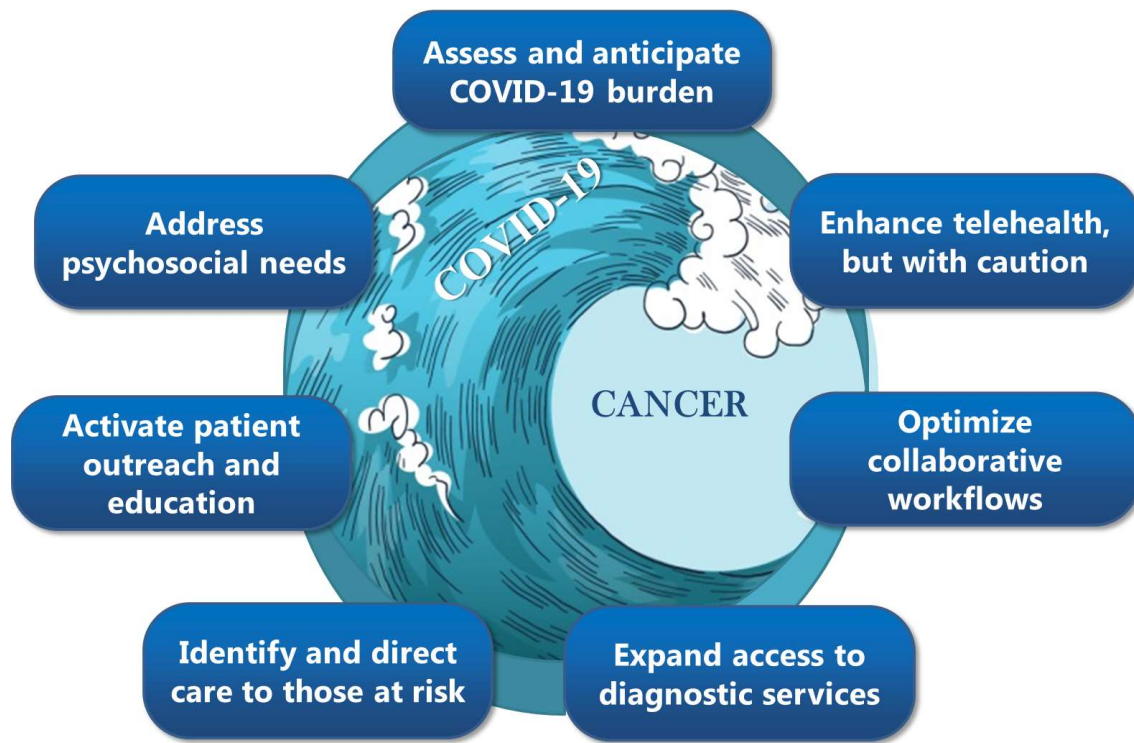 Assess and anticipate
COVID-19 burden
Enhance telehealth,
but with caution
Optimize
collaborative
workflows
Expand access to
diagnostic services
Identify and direct
care to those at risk
Activate patient
outreach and
education
Address
psychosocial needs
COVID-19
CANCER